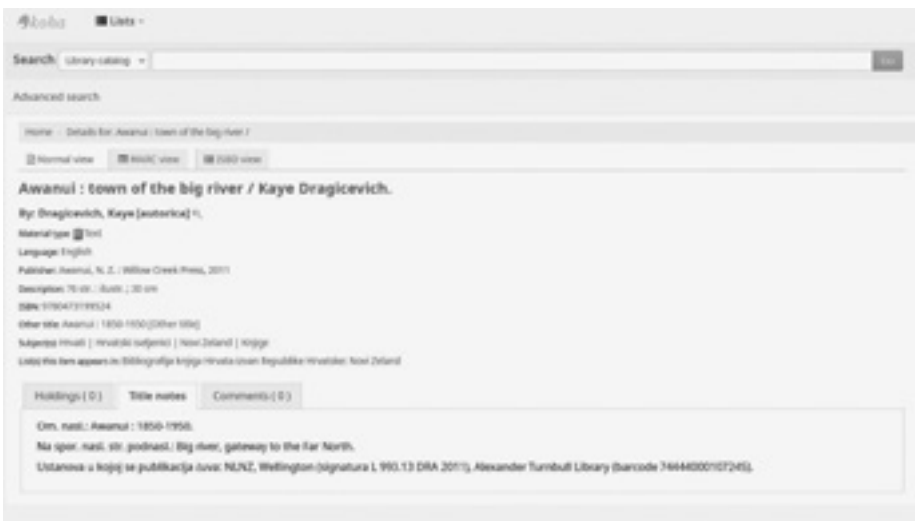 koha Lists
Search Library catalog Go
Advanced search
Home Details for: Awanui : town of the big river /
Normal view MARC view ISBD view
Awanui : town of the big river / Kaye Dragicevich.
By: Dragicevich, Kaye [autorica]
Material type: Text
Language: English
Publisher: Awanui, N. Z. : Willow Creek Press, 2011
Description: 76 str. : ilustr. ; 30 cm
ISBN: 9780473199524
Other title: Awanui : 1850-1950 [Other title]
Subject(s): Hrvati | Hrvatski iseljenici | Novi Zeland | Knjige
List(s) this item appears in: Bibliografija knjiga Hrvata izvan Republike Hrvatske: Novi Zeland
Holdings ( 0 ) Title notes Comments ( 0 )
Om. nasl.: Awanui : 1850-1950.
Na spor. nasl. str. podnasl.: Big river, gateway to the Far North.
Ustanova u kojoj se publikacija čuva: NLNZ, Wellington (signatura L 993.13 DRA 2011), Alexander Turnbull Library (barcode 74444000107245).